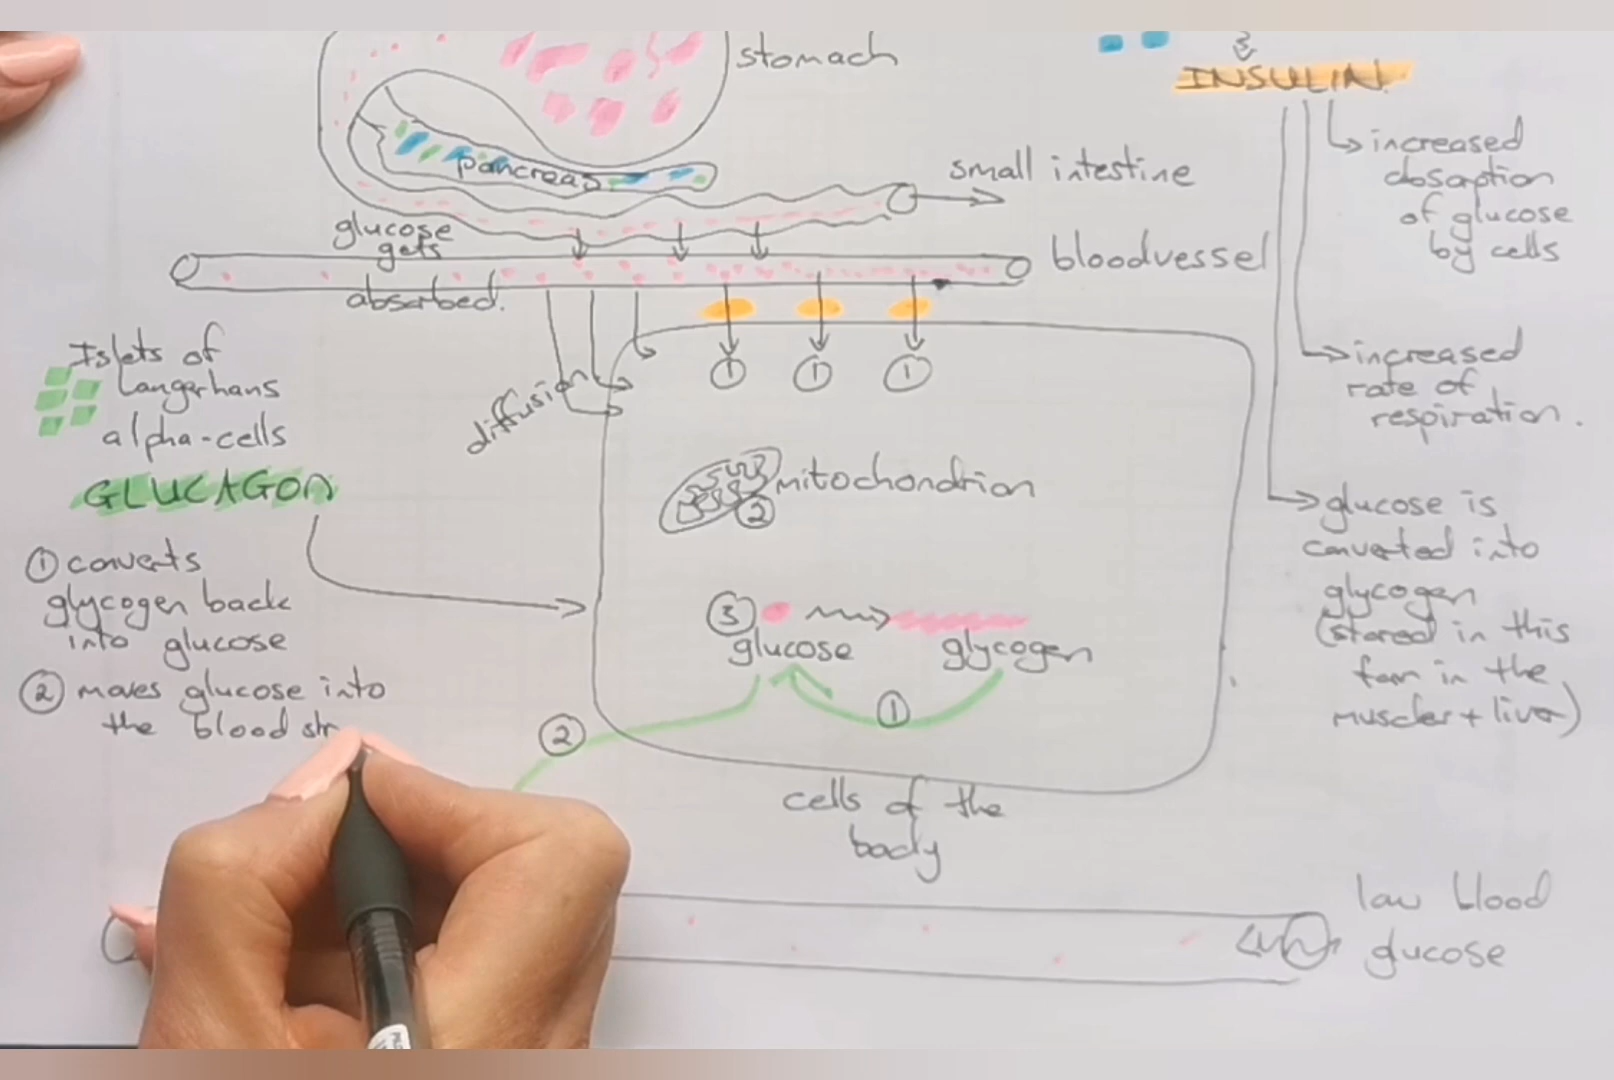 stomach
INSULIN
increased
absorption
of glucose
by cells
pancreas
small intestine
glucose
gets
absorbed.
bloodvessel
Islets of
Langerhans
alpha-cells
GLUCAGON
① converts
glycogen back
into glucose
② moves glucose into
the blood str
diffusion
① ① ①
mitochondrion
②
③
glucose glycogen
①
②
cells of the
body
increased
rate of
respiration.
glucose is
converted into
glycogen
(stored in this
form in the
muscles + liver)
low blood
glucose